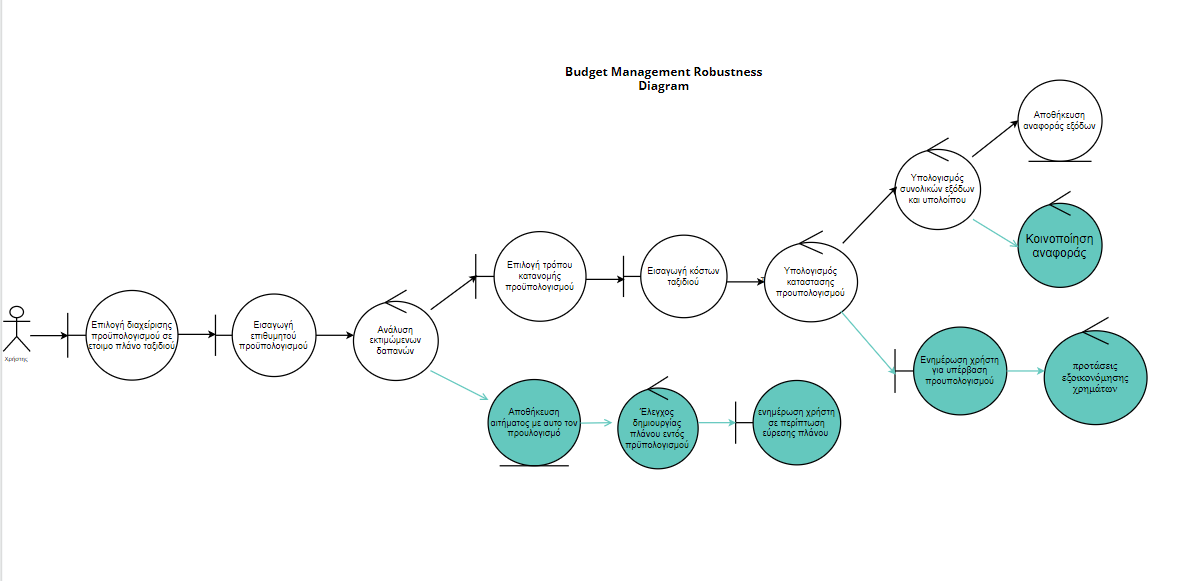 Budget Management Robustness
Diagram
Χρήστης
Επιλογή διαχείρισης
προϋπολογισμού σε
έτοιμο πλάνο ταξιδιού
Εισαγωγή
επιθυμητού
προϋπολογισμού
Ανάλυση
εκτιμώμενων
δαπανών
Επιλογή τρόπου
κατανομής
προϋπολογισμού
Εισαγωγή κόστων
ταξιδιού
Υπολογισμός
καταστασης
προυπολογισμού
Υπολογισμός
συνολικών εξόδων
και υπολοίπου
Αποθήκευση
αναφοράς εξόδων
Κοινοποίηση
αναφοράς
Ενημέρωση χρήστη
για υπέρβαση
προυπολογισμού
προτάσεις
εξοικονόμησης
χρημάτων
Αποθήκευση
αιτήματος με αυτο τον
προυλογισμό
Έλεγχος
δημιουργίας
πλάνου εντός
πρϋπολογισμού
ενημέρωση χρήστη
σε περίπτωση
εύρεσης πλάνου